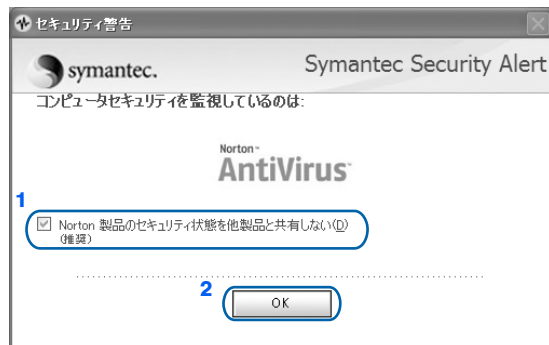 セキュリティ警告
symantec.
Symantec Security Alert
コンピュータセキュリティを監視しているのは:
Norton™
AntiVirus™
1
Norton 製品のセキュリティ状態を他製品と共有しない(D)
(推奨)
2
OK